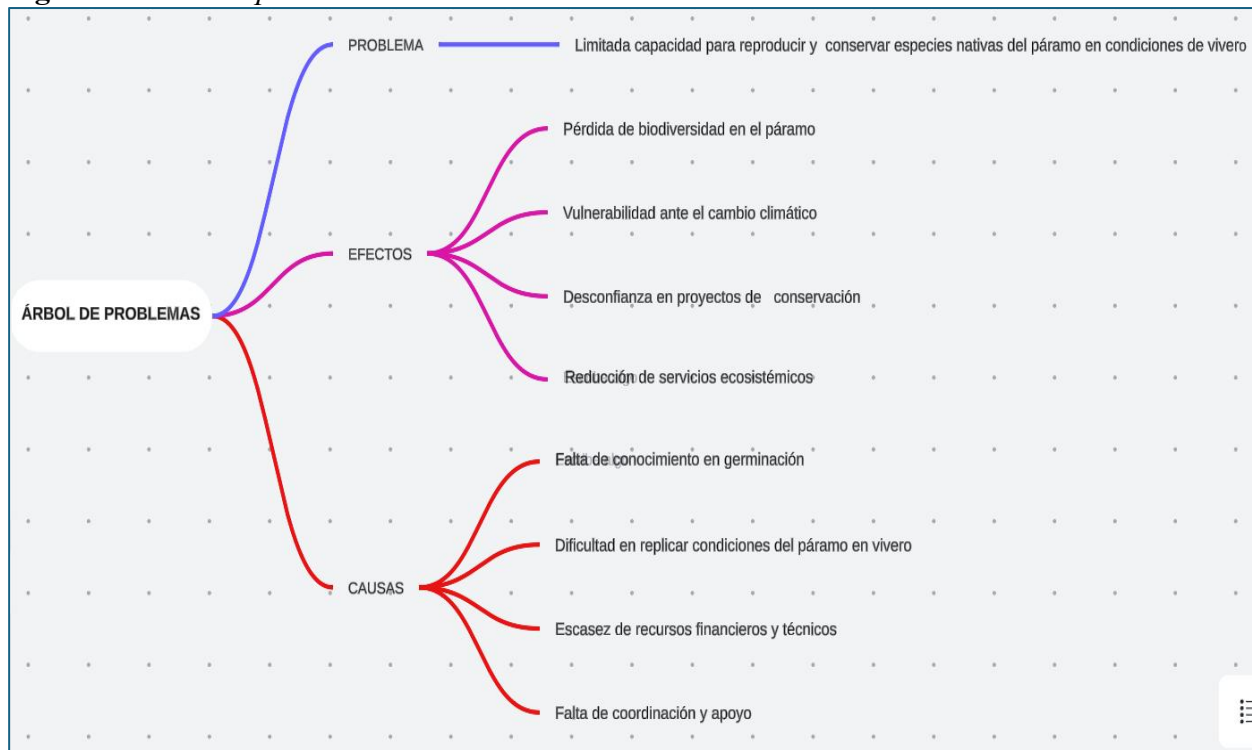 PROBLEMA
Limitada capacidad para reproducir y conservar especies nativas del páramo en condiciones de vivero
Pérdida de biodiversidad en el páramo
Vulnerabilidad ante el cambio climático
EFECTOS
Desconfianza en proyectos de conservación
ÁRBOL DE PROBLEMAS
Reducción de servicios ecosistémicos
Falta de conocimiento en germinación
Dificultad en replicar condiciones del páramo en vivero
CAUSAS
Escasez de recursos financieros y técnicos
Falta de coordinación y apoyo